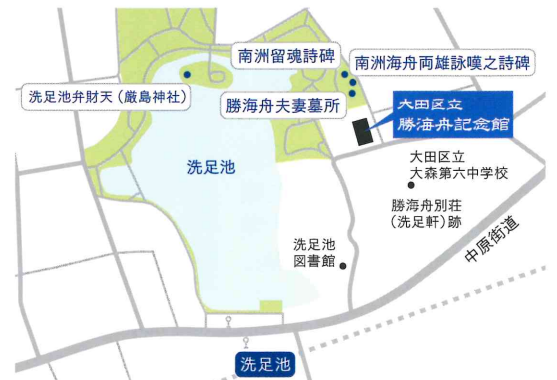 南洲留魂詩碑
南洲海舟両雄詠嘆之詩碑
洗足池弁財天(厳島神社)
勝海舟夫妻墓所
大田区立
勝海舟記念館
洗足池
大田区立
大森第六中学校
勝海舟別荘
(洗足軒)跡
洗足池
図書館
中原街道
洗足池